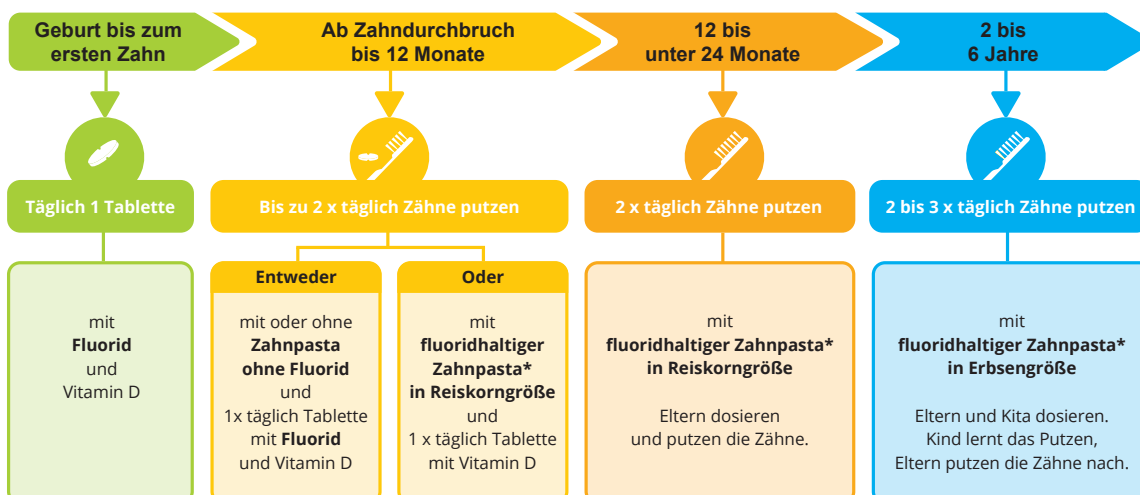 Geburt bis zum
ersten Zahn
Ab Zahndurchbruch
bis 12 Monate
12 bis
unter 24 Monate
2 bis
6 Jahre
Täglich 1 Tablette
Bis zu 2 x täglich Zähne putzen
2 x täglich Zähne putzen
2 bis 3 x täglich Zähne putzen
mit
Fluorid
und
Vitamin D
Entweder
mit oder ohne
Zahnpasta
ohne Fluorid
und
1x täglich Tablette
mit Fluorid
und Vitamin D
Oder
mit
fluoridhaltiger
Zahnpasta*
in Reiskorngröße
und
1 x täglich Tablette
mit Vitamin D
mit
fluoridhaltiger Zahnpasta*
in Reiskorngröße
Eltern dosieren
und putzen die Zähne.
mit
fluoridhaltiger Zahnpasta*
in Erbsengröße
Eltern und Kita dosieren.
Kind lernt das Putzen,
Eltern putzen die Zähne nach.